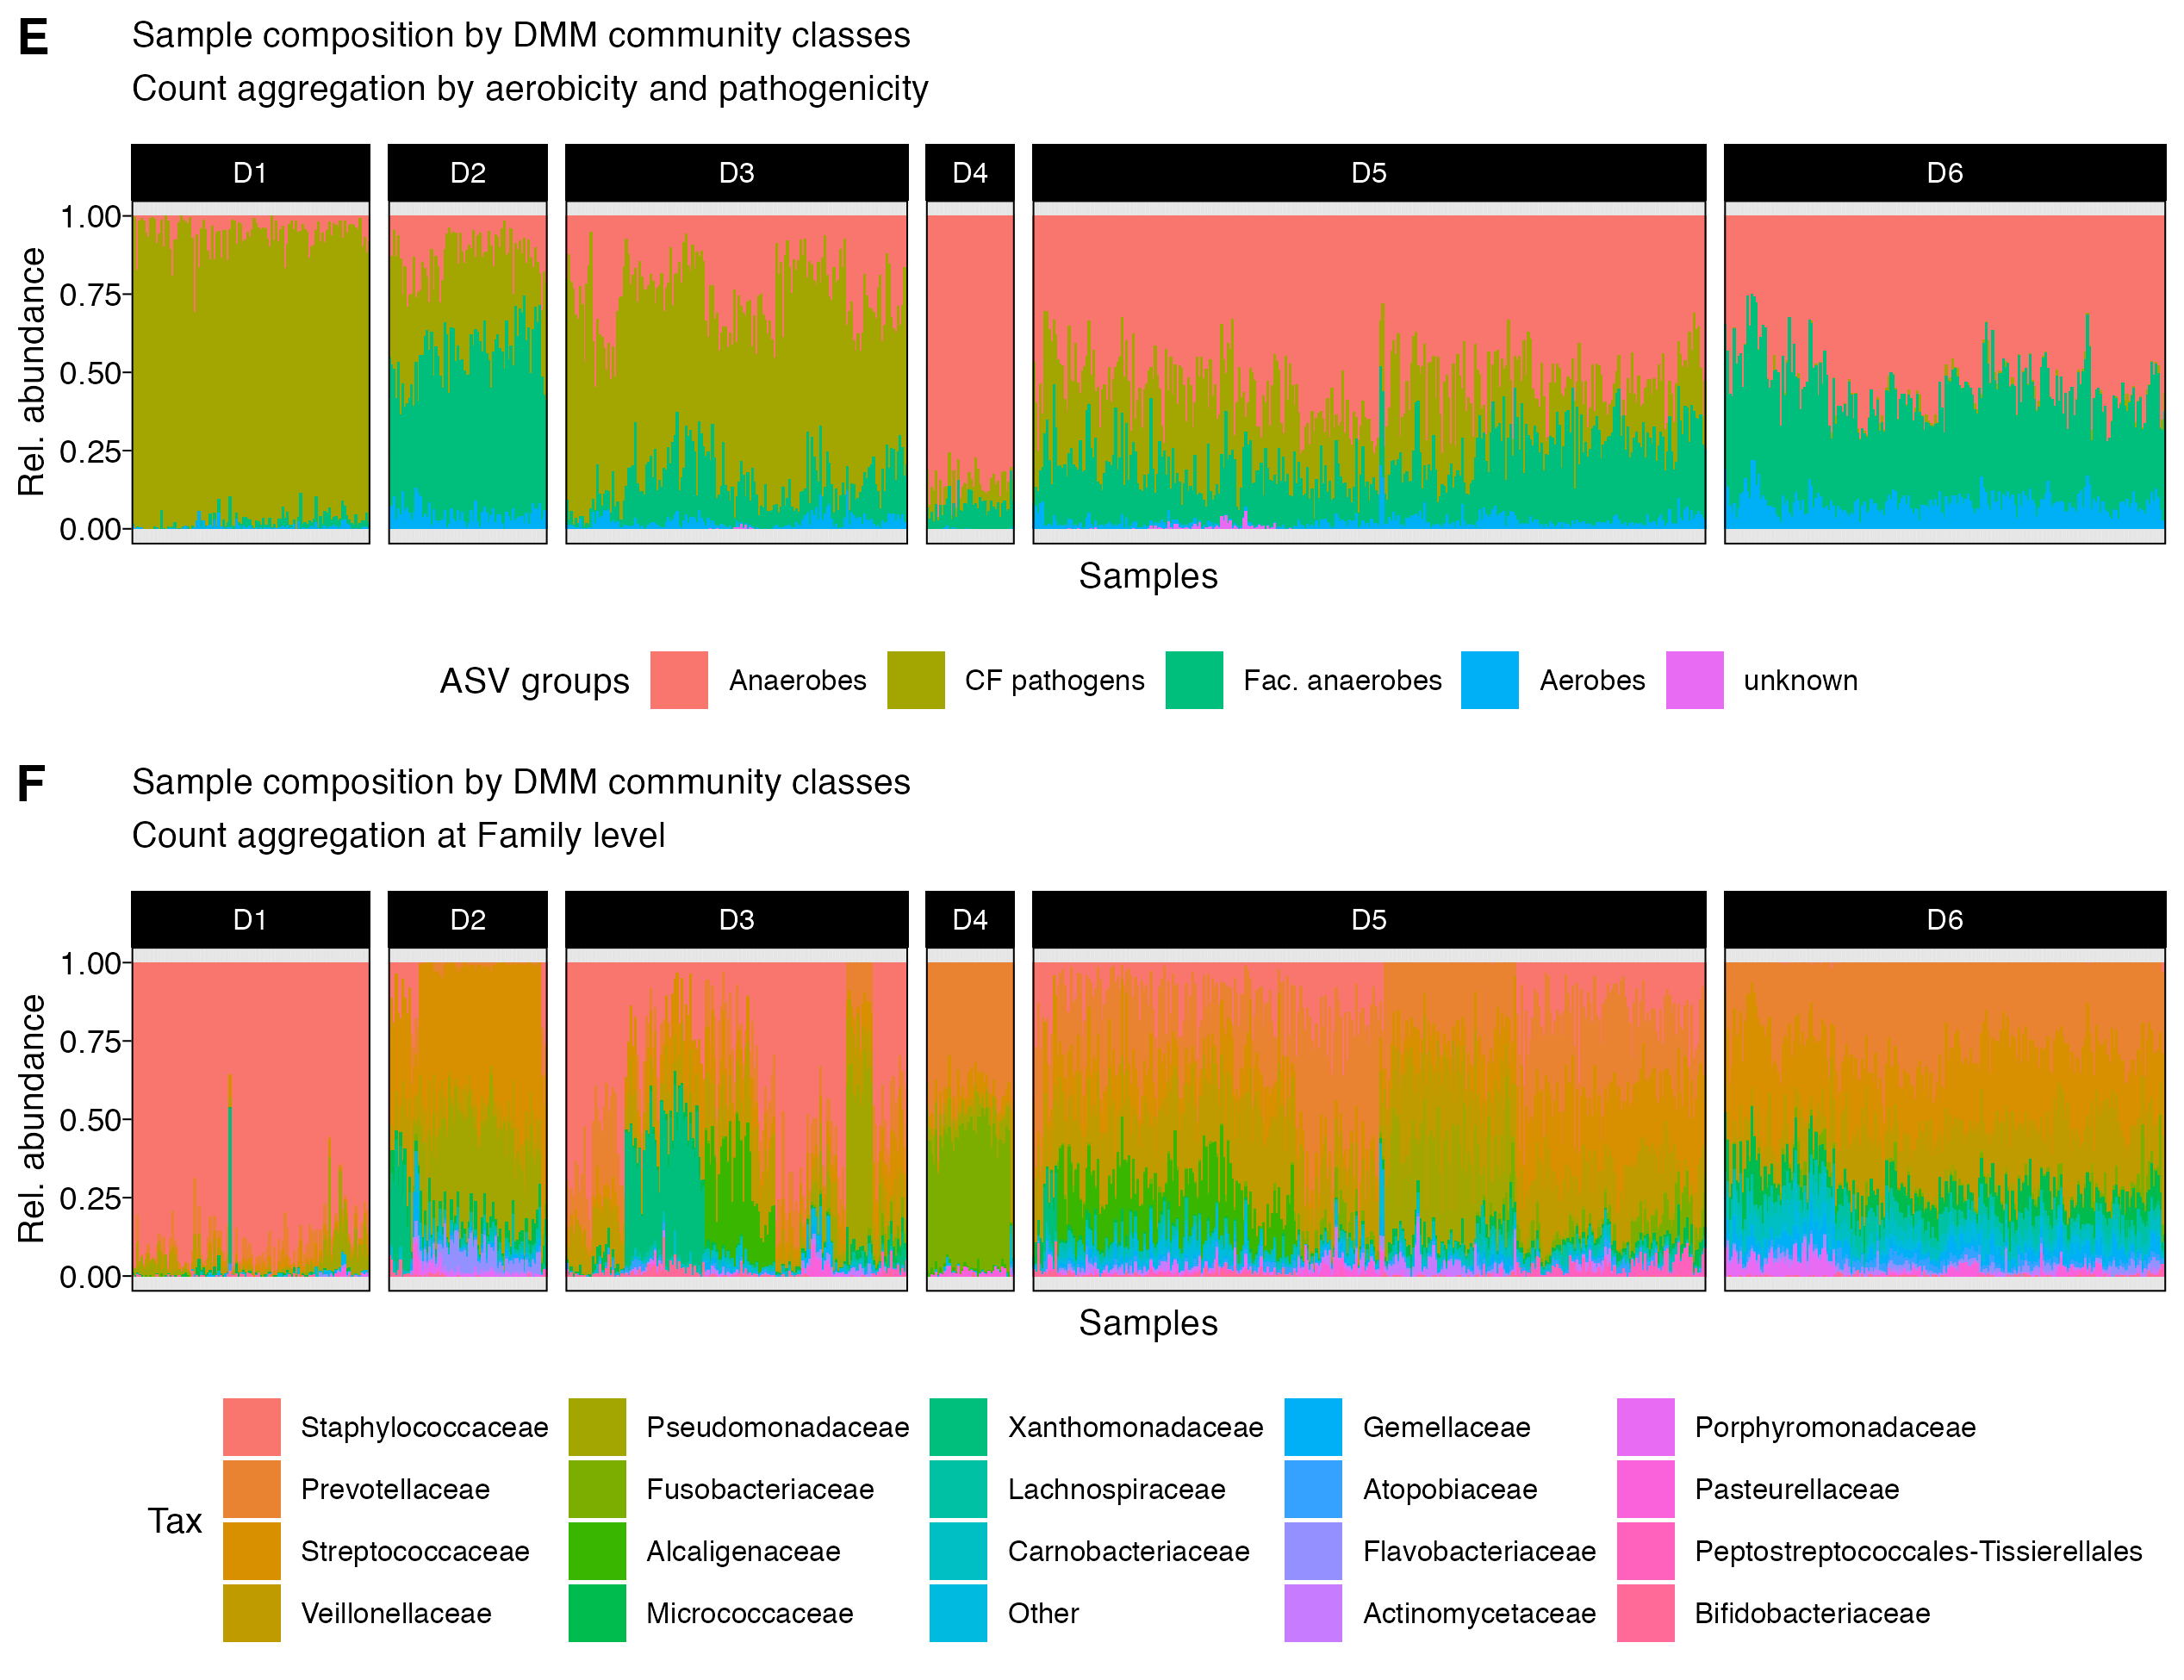 E
Sample composition by DMM community classes
Count aggregation by aerobicity and pathogenicity
D1 D2 D3 D4 D5 D6
Rel. abundance
1.00
0.75
0.50
0.25
0.00
Samples
ASV groups Anaerobes CF pathogens Fac. anaerobes Aerobes unknown
F
Sample composition by DMM community classes
Count aggregation at Family level
D1 D2 D3 D4 D5 D6
Rel. abundance
1.00
0.75
0.50
0.25
0.00
Samples
Tax
Staphylococcaceae Pseudomonadaceae Xanthomonadaceae Gemellaceae Porphyromonadaceae
Prevotellaceae Fusobacteriaceae Lachnospiraceae Atopobiaceae Pasteurellaceae
Streptococcaceae Alcaligenaceae Carnobacteriaceae Flavobacteriaceae Peptostreptococcales-Tissierellales
Veillonellaceae Micrococcaceae Other Actinomycetaceae Bifidobacteriaceae